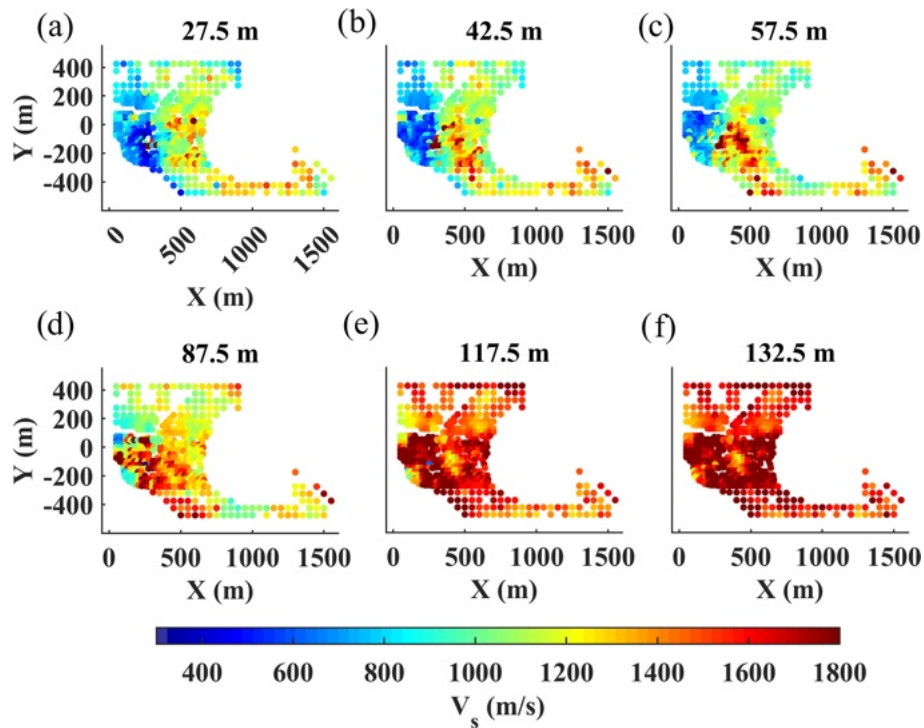 (a) 27.5 m (b) 42.5 m (c) 57.5 m
400
200
0
-200
-400
Y (m)
0 500 1000 1500 0 500 1000 1500 0 500 1000 1500
X (m) X (m) X (m)
(d) 87.5 m (e) 117.5 m (f) 132.5 m
400
200
0
-200
-400
Y (m)
0 500 1000 1500 0 500 1000 1500 0 500 1000 1500
X (m) X (m) X (m)
400 600 800 1000 1200 1400 1600 1800
Vs (m/s)